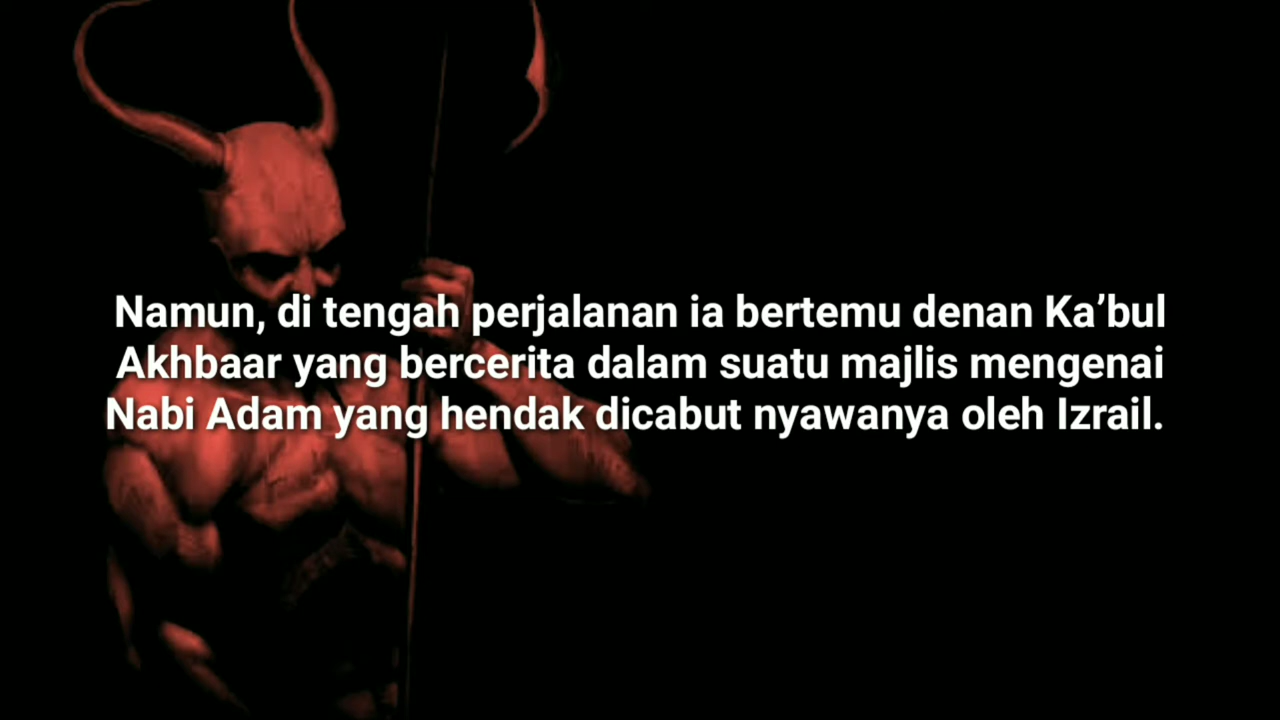 Namun, di tengah perjalanan ia bertemu denan Ka’bul
Akhbaar yang bercerita dalam suatu majlis mengenai
Nabi Adam yang hendak dicabut nyawanya oleh Izrail.